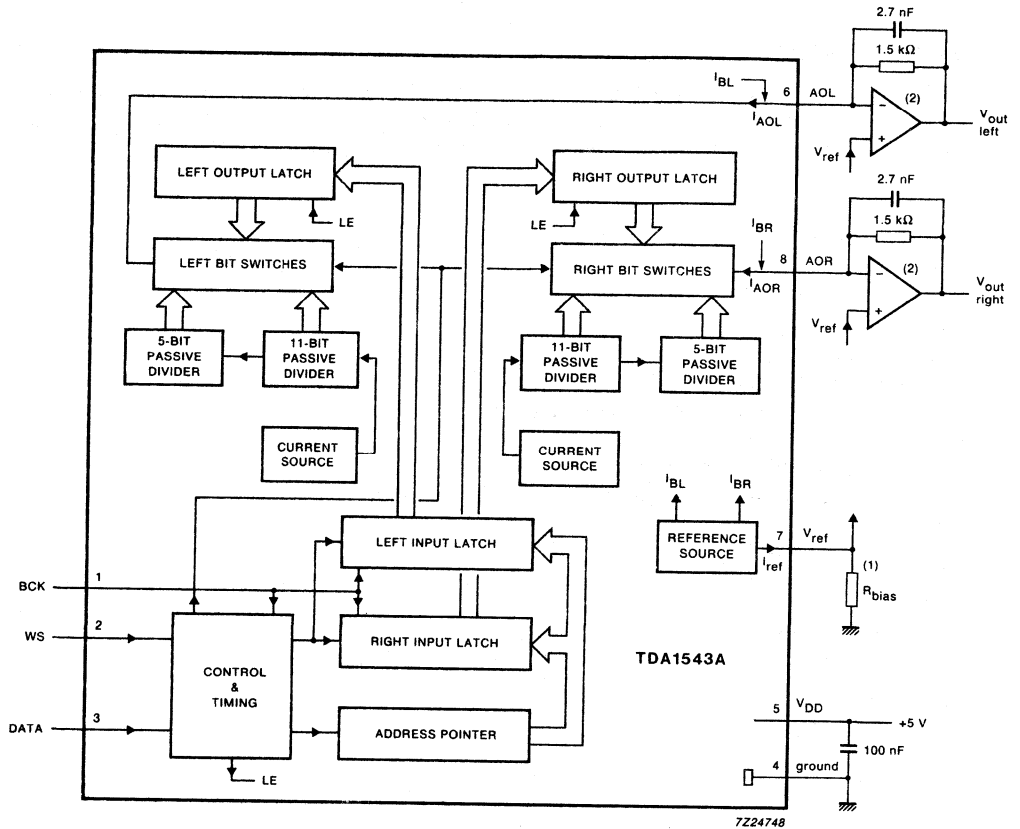 2.7 nF
1.5 kΩ
I_BL
6
AOL
(2)
−
+
V_out
left
I_AOL
V_ref
LEFT OUTPUT LATCH
RIGHT OUTPUT LATCH
LE
LE
2.7 nF
1.5 kΩ
I_BR
8
AOR
(2)
−
+
V_out
right
I_AOR
V_ref
LEFT BIT SWITCHES
RIGHT BIT SWITCHES
5-BIT
PASSIVE
DIVIDER
11-BIT
PASSIVE
DIVIDER
11-BIT
PASSIVE
DIVIDER
5-BIT
PASSIVE
DIVIDER
CURRENT
SOURCE
CURRENT
SOURCE
I_BL
I_BR
REFERENCE
SOURCE
7
V_ref
I_ref
(1)
R_bias
LEFT INPUT LATCH
BCK
1
WS
2
RIGHT INPUT LATCH
TDA1543A
CONTROL
&
TIMING
DATA
3
ADDRESS POINTER
LE
5
V_DD
+5 V
100 nF
4
ground
7Z24748